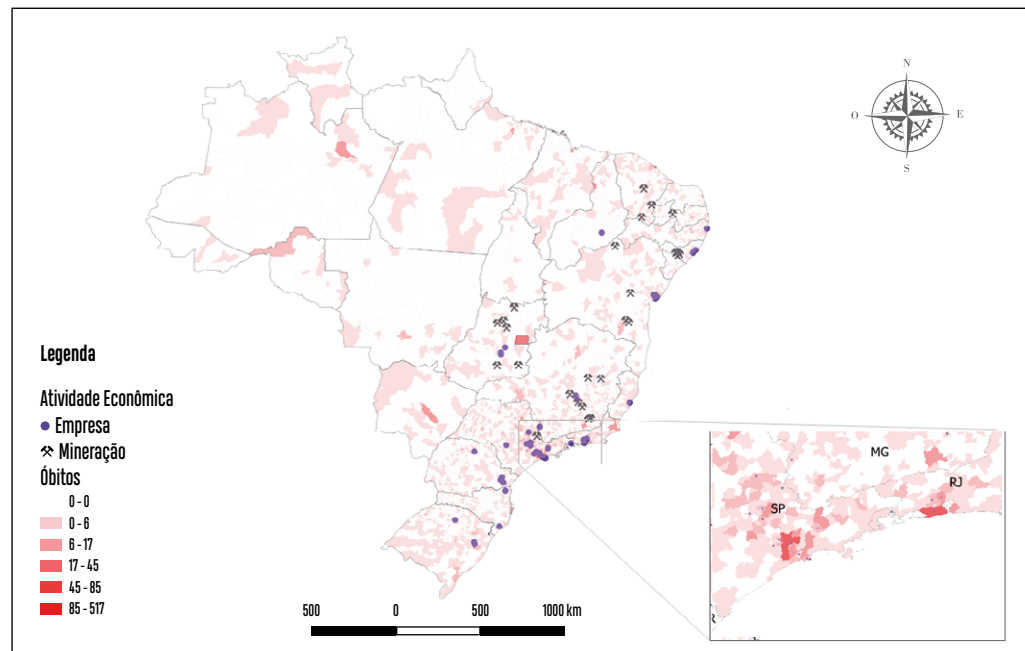 N
O
E
S
Legenda
Atividade Econômica
Empresa
Mineração
Óbitos
0 - 0
0 - 6
6 - 17
17 - 45
45 - 85
85 - 517
500 0 500 1000 km
MG
RJ
SP
R